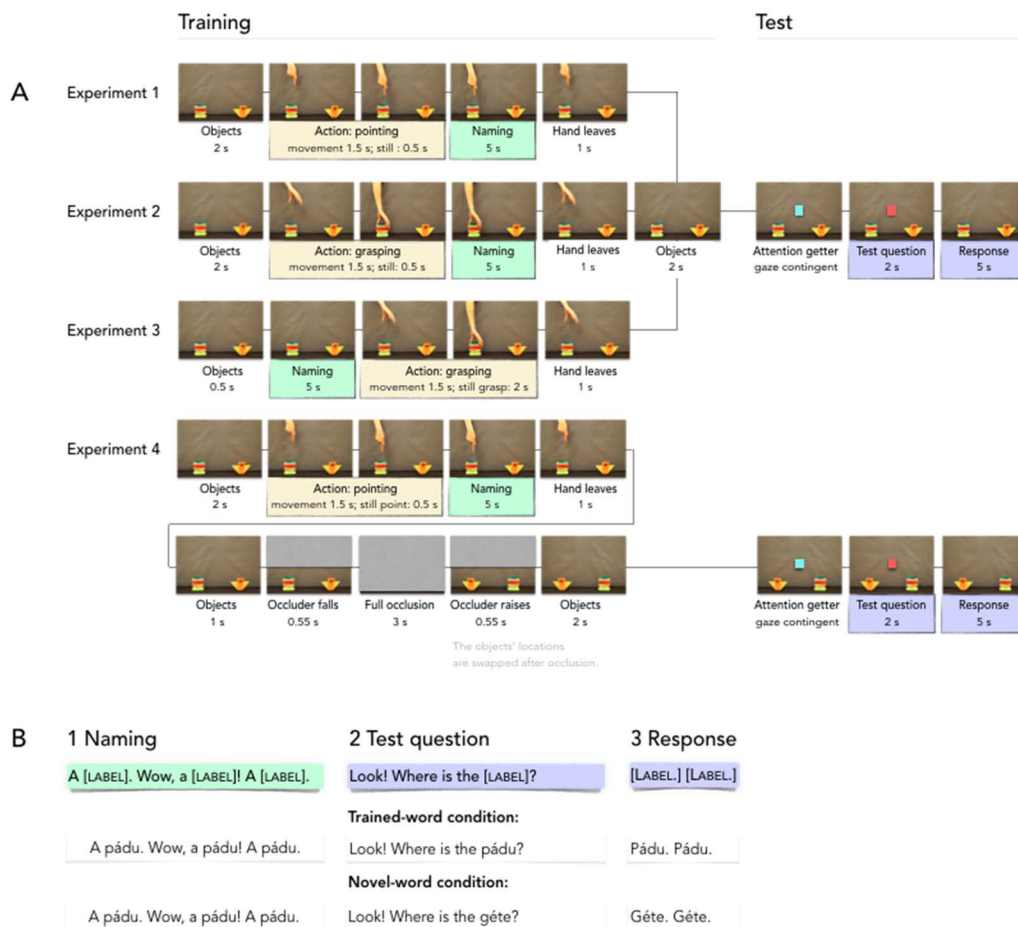 Training
Test
A
Experiment 1
Objects
2 s
Action: pointing
movement 1.5 s; still : 0.5 s
Naming
5 s
Hand leaves
1 s
Experiment 2
Objects
2 s
Action: grasping
movement 1.5 s; still: 0.5 s
Naming
5 s
Hand leaves
1 s
Objects
2 s
Attention getter
gaze contingent
Test question
2 s
Response
5 s
Experiment 3
Objects
0.5 s
Naming
5 s
Action: grasping
movement 1.5 s; still grasp: 2 s
Hand leaves
1 s
Experiment 4
Objects
2 s
Action: pointing
movement 1.5 s; still point: 0.5 s
Naming
5 s
Hand leaves
1 s
Objects
1 s
Occluder falls
0.55 s
Full occlusion
3 s
Occluder raises
0.55 s
Objects
2 s
The objects' locations
are swapped after occlusion.
Attention getter
gaze contingent
Test question
2 s
Response
5 s
B
1 Naming
2 Test question
3 Response
A [LABEL]. Wow, a [LABEL]! A [LABEL].
Look! Where is the [LABEL]?
[LABEL.] [LABEL.]
Trained-word condition:
A pádu. Wow, a pádu! A pádu.
Look! Where is the pádu?
Pádu. Pádu.
Novel-word condition:
A pádu. Wow, a pádu! A pádu.
Look! Where is the géte?
Géte. Géte.